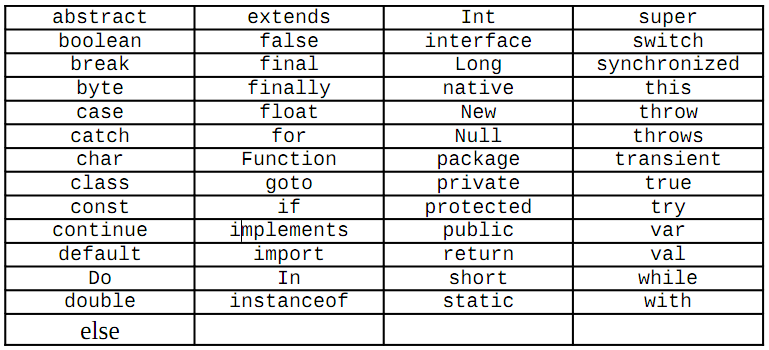 abstract extends Int super
boolean false interface switch
break final Long synchronized
byte finally native this
case float New throw
catch for Null throws
char Function package transient
class goto private true
const if protected try
continue implements public var
default import return val
Do In short while
double instanceof static with
else